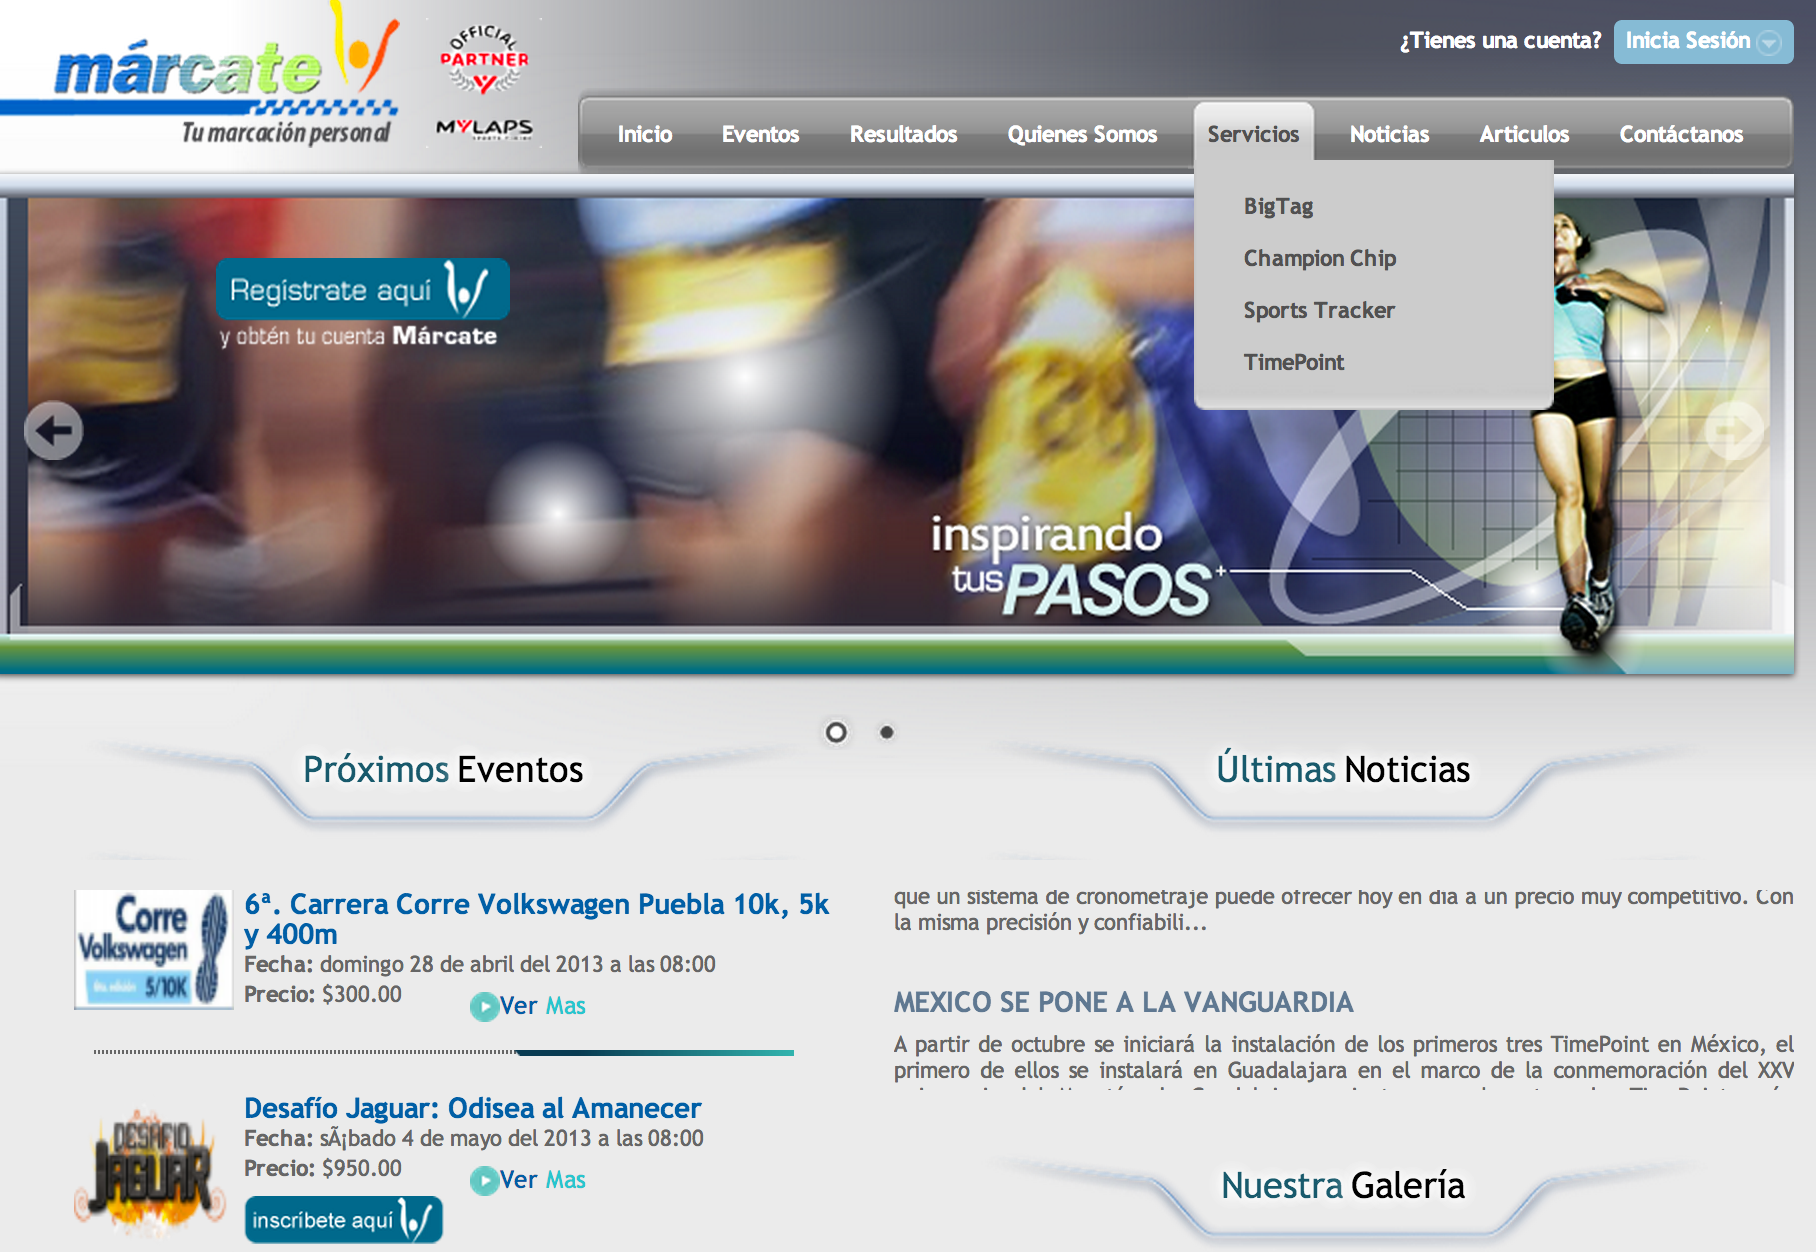 márcate
Tu marcación personal
OFFICIAL
PARTNER
MYLAPS
¿Tienes una cuenta? Inicia Sesión
Inicio Eventos Resultados Quienes Somos Servicios Noticias Articulos Contáctanos
BigTag
Champion Chip
Sports Tracker
TimePoint
Regístrate aquí
y obtén tu cuenta Márcate
inspirando
tus PASOS+
Próximos Eventos
Corre
Volkswagen
5/10K
6ª. Carrera Corre Volkswagen Puebla 10k, 5k
y 400m
Fecha: domingo 28 de abril del 2013 a las 08:00
Precio: $300.00
Ver Mas
DESAFIO
JAGUAR
Desafío Jaguar: Odisea al Amanecer
Fecha: sÃ¡bado 4 de mayo del 2013 a las 08:00
Precio: $950.00
Ver Mas
inscríbete aquí
Últimas Noticias
que un sistema de cronometraje puede ofrecer hoy en dia a un precio muy competitivo. Con
la misma precisión y confiabili...
MEXICO SE PONE A LA VANGUARDIA
A partir de octubre se iniciará la instalación de los primeros tres TimePoint en México, el
primero de ellos se instalará en Guadalajara en el marco de la conmemoración del XXV
Nuestra Galería